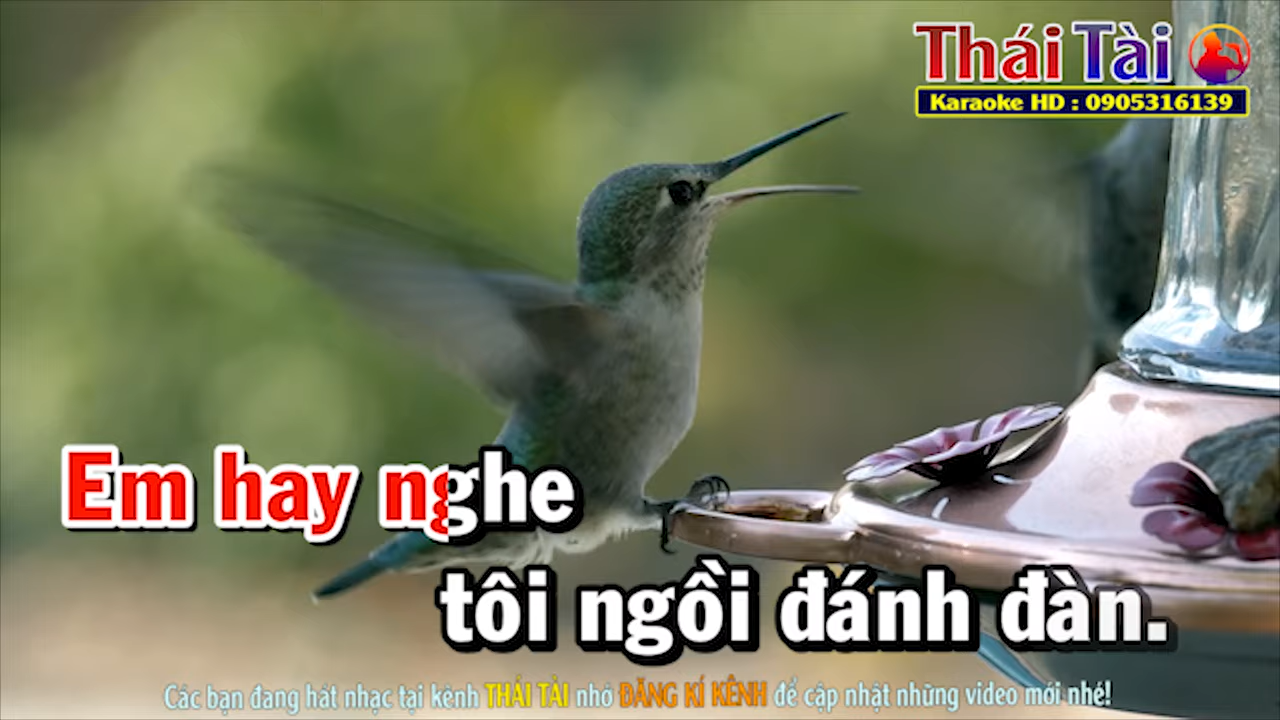 Thái Tài
Karaoke HD : 0905316139
Em hay nghe
tôi ngồi đánh đàn.
Các bạn đang hát nhạc tại kênh THÁI TÀI nhớ ĐĂNG KÍ KÊNH để cập nhật những video mới nhé!